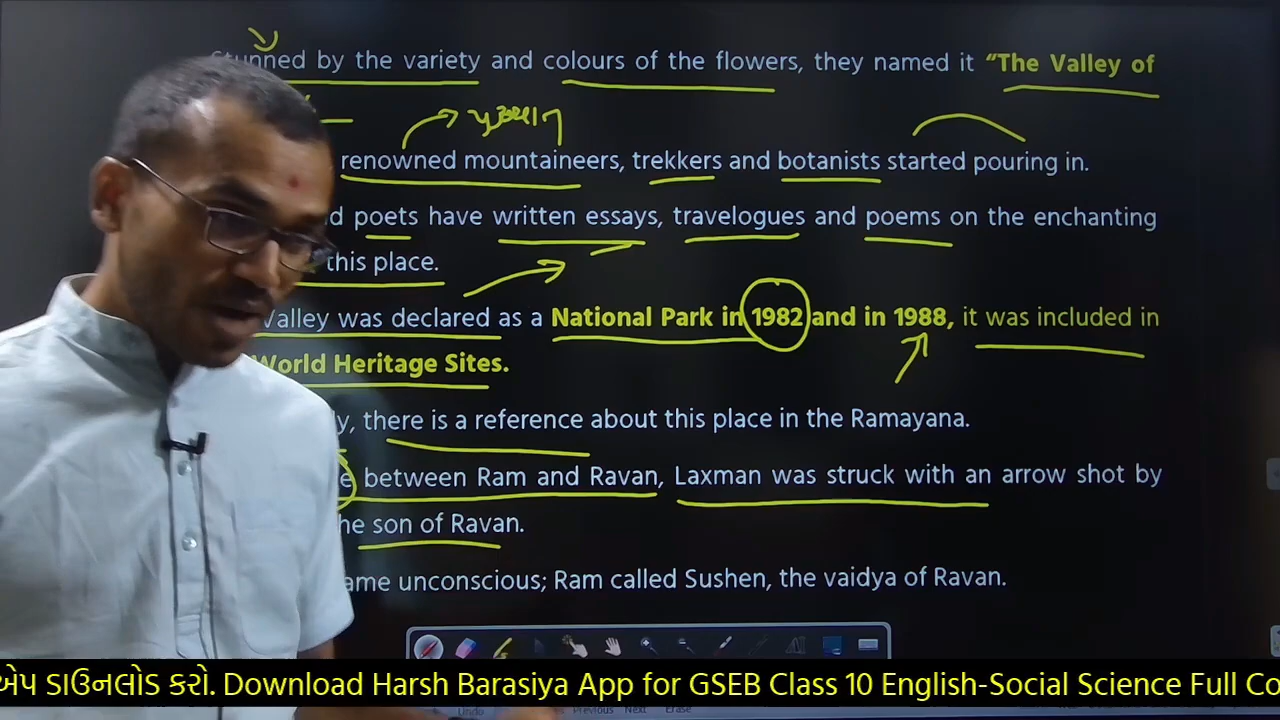 Stunned by the variety and colours of the flowers, they named it “The Valley of
renowned mountaineers, trekkers and botanists started pouring in.
poets have written essays, travelogues and poems on the enchanting
this place.
Valley was declared as a National Park in 1982 and in 1988, it was included in
World Heritage Sites.
there is a reference about this place in the Ramayana.
between Ram and Ravan, Laxman was struck with an arrow shot by
son of Ravan.
unconscious; Ram called Sushen, the vaidya of Ravan.
એપ ડાઉનલોડ કરો. Download Harsh Barasiya App for GSEB Class 10 English-Social Science Full Co
Undo Previous Next Erase